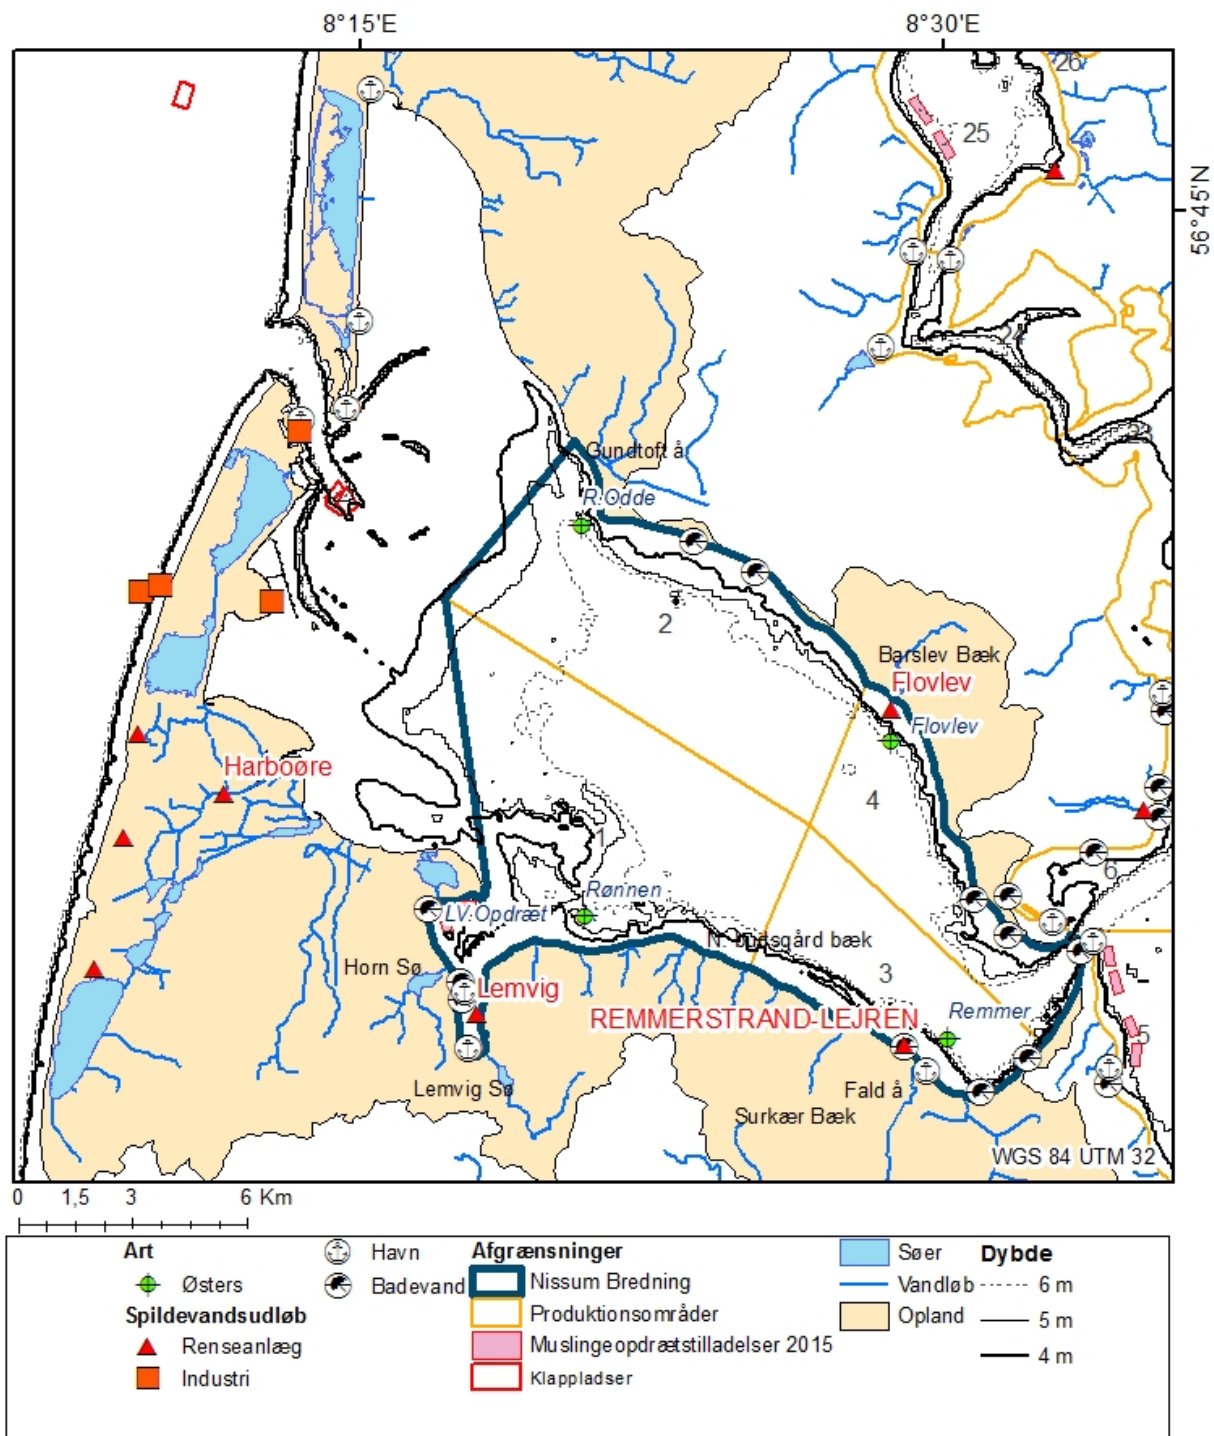 8°15'E
8°30'E
26
25
56°45'N
24
23
Gundtoft å
R.Odde
2
Barslev Bæk
Flovlev
Flovlev
Harboøre
4
1
6
Rønnen
LV.Opdræt
N. budsgård bæk
Horn Sø
3
Lemvig
Remmer
REMMERSTRAND-LEJREN
5
Lemvig Sø
Fald å
Surkær Bæk
WGS 84 UTM 32
0 1,5 3 6 Km
Art
Østers
Spildevandsudløb
Renseanlæg
Industri
Havn
Badevand
Afgrænsninger
Nissum Bredning
Produktionsområder
Muslingeopdrætstilladelser 2015
Klappladser
Søer
Vandløb
Opland
Dybde
6 m
5 m
4 m